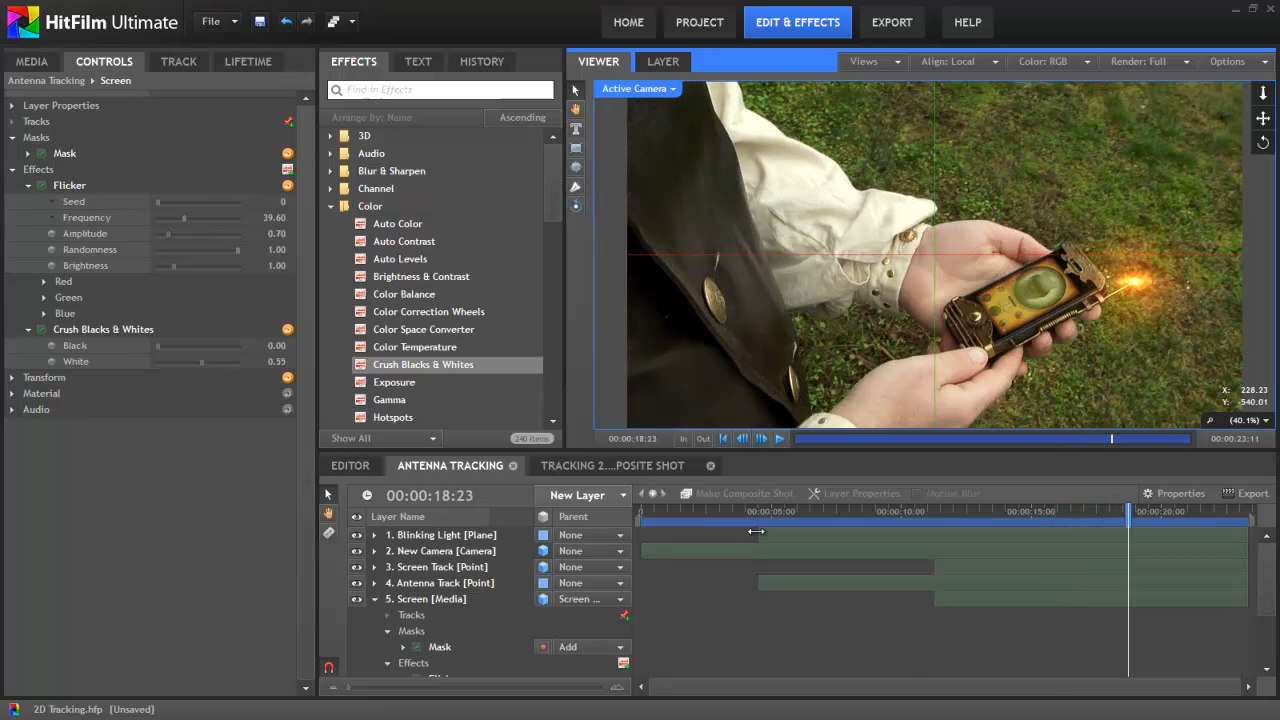 HitFilm Ultimate
File
HOME
PROJECT
EDIT & EFFECTS
EXPORT
HELP
MEDIA
CONTROLS
TRACK
LIFETIME
Antenna Tracking ▸ Screen
Layer Properties
Tracks
Masks
Mask
Effects
Flicker
Seed 0
Frequency 39.60
Amplitude 0.70
Randomness 1.00
Brightness 1.00
Red
Green
Blue
Crush Blacks & Whites
Black 0.00
White 0.55
Transform
Material
Audio
EFFECTS
TEXT
HISTORY
Find in Effects
Arrange By: Name
Ascending
3D
Audio
Blur & Sharpen
Channel
Color
Auto Color
Auto Contrast
Auto Levels
Brightness & Contrast
Color Balance
Color Correction Wheels
Color Space Converter
Color Temperature
Crush Blacks & Whites
Exposure
Gamma
Hotspots
Show All
240 Items
VIEWER
LAYER
Views
Align: Local
Color: RGB
Render: Full
Options
Active Camera
X: 228.23
Y: -540.01
(40.1%)
00:00:18:23
In
Out
00:00:23:11
EDITOR
ANTENNA TRACKING
TRACKING 2....POSITE SHOT
00:00:18:23
New Layer
Make Composite Shot
Layer Properties
Motion Blur
Properties
Export
Layer Name
Parent
0
00:00:05:00
00:00:10:00
00:00:15:00
00:00:20:00
1. Blinking Light [Plane] None
2. New Camera [Camera] None
3. Screen Track [Point] None
4. Antenna Track [Point] None
5. Screen [Media] Screen ...
Tracks
Masks
Mask Add
Effects
2D Tracking.hfp [Unsaved]